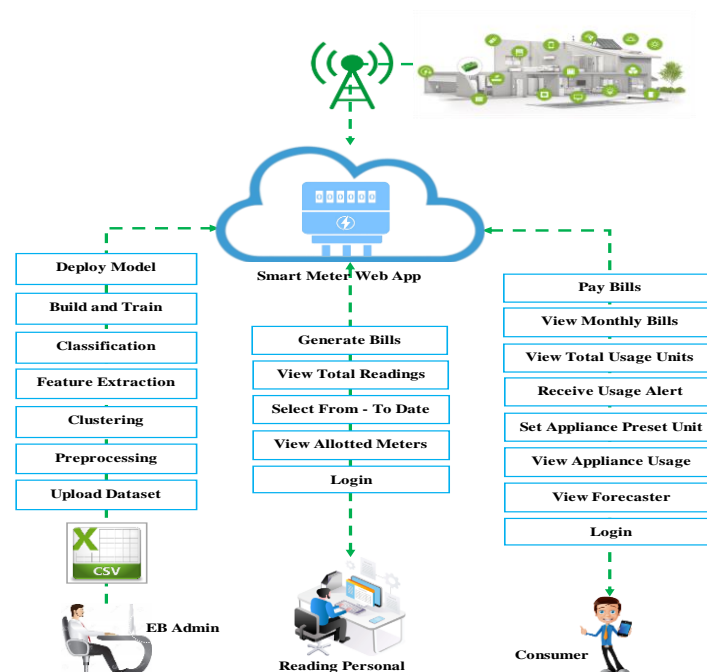 000000
Smart Meter Web App
Deploy Model
Build and Train
Classification
Feature Extraction
Clustering
Preprocessing
Upload Dataset
X
CSV
EB Admin
Generate Bills
View Total Readings
Select From - To Date
View Allotted Meters
Login
Reading Personal
Pay Bills
View Monthly Bills
View Total Usage Units
Receive Usage Alert
Set Appliance Preset Unit
View Appliance Usage
View Forecaster
Login
Consumer